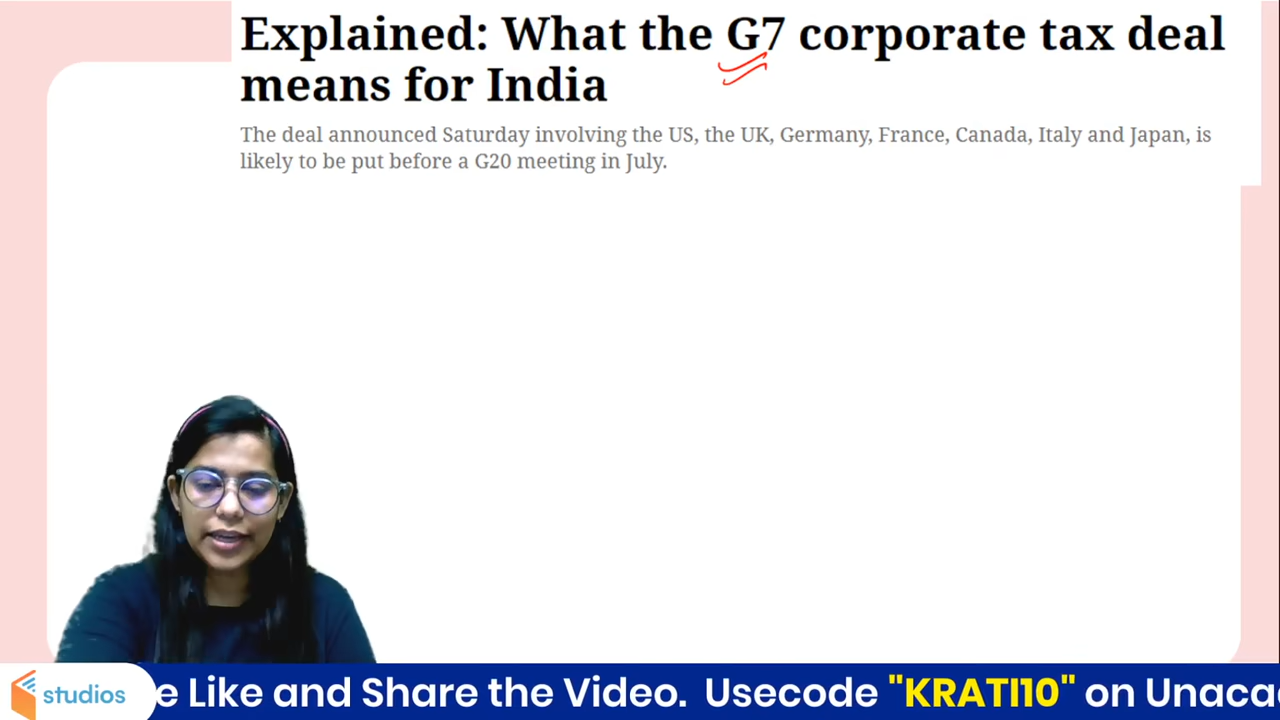 Explained: What the G7 corporate tax deal
means for India
The deal announced Saturday involving the US, the UK, Germany, France, Canada, Italy and Japan, is
likely to be put before a G20 meeting in July.
studios
e Like and Share the Video. Usecode "KRATI10" on Unaca